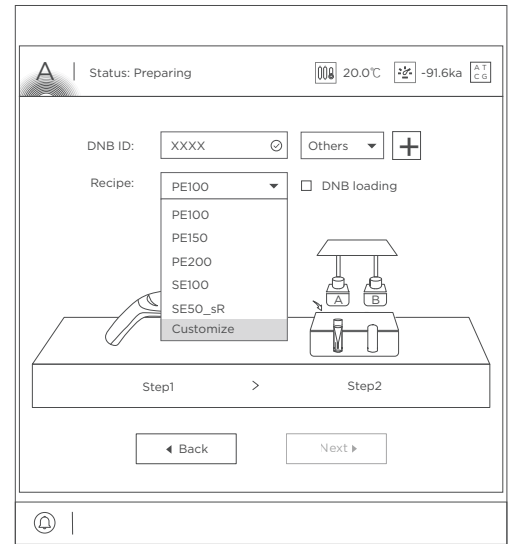 A Status: Preparing 20.0℃ -91.6ka A T C G
DNB ID: XXXX Others +
Recipe: PE100 DNB loading
PE100
PE150
PE200
SE100
SE50_sR
Customize
A B
Step1 > Step2
Back Next